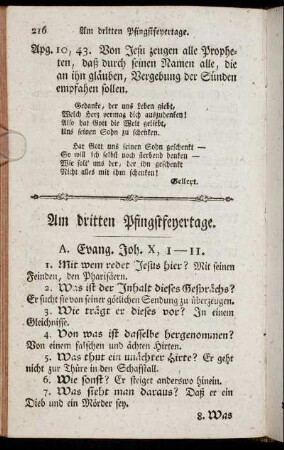 216 Am dritten Pfingstfeyertage.
Apg. 10, 43. Von Jesu zeugen alle Prophe-
ten, daß durch seinen Namen alle, die
an ihn gläuben, Vergebung der Sünden
empfahen sollen.
Gedanke, der uns Leben giebt,
Welch Herz vermag dich auszudenken!
Also hat Gott die Welt geliebt,
Uns seinen Sohn zu schenken.
Hat Gott uns seinen Sohn geschenkt —
So will ich selbst noch sterbend denken —
Wie sollt' uns der, der ihn geschenkt
Nicht alles mit ihm schenken!
Gellert.
Am dritten Pfingstfeyertage.
A. Evang. Joh. X, 1—11.
1. Mit wem redet Jesus hier? Mit seinen
Feinden, den Pharisäern.
2. Was ist der Inhalt dieses Gesprächs?
Er sucht sie von seiner götlichen Sendung zu überzeugen.
3. Wie trägt er dieses vor? In einem
Gleichnisse.
4. Von was ist dasselbe hergenommen?
Von einem falschen und ächten Hirten.
5. Was thut ein unächter Hirte? Er geht
nicht zur Thüre in den Schafstall.
6. Wie sonst? Er steiget anderswo hinein.
7. Was sieht man daraus? Daß er ein
Dieb und ein Mörder sey.
8. Was